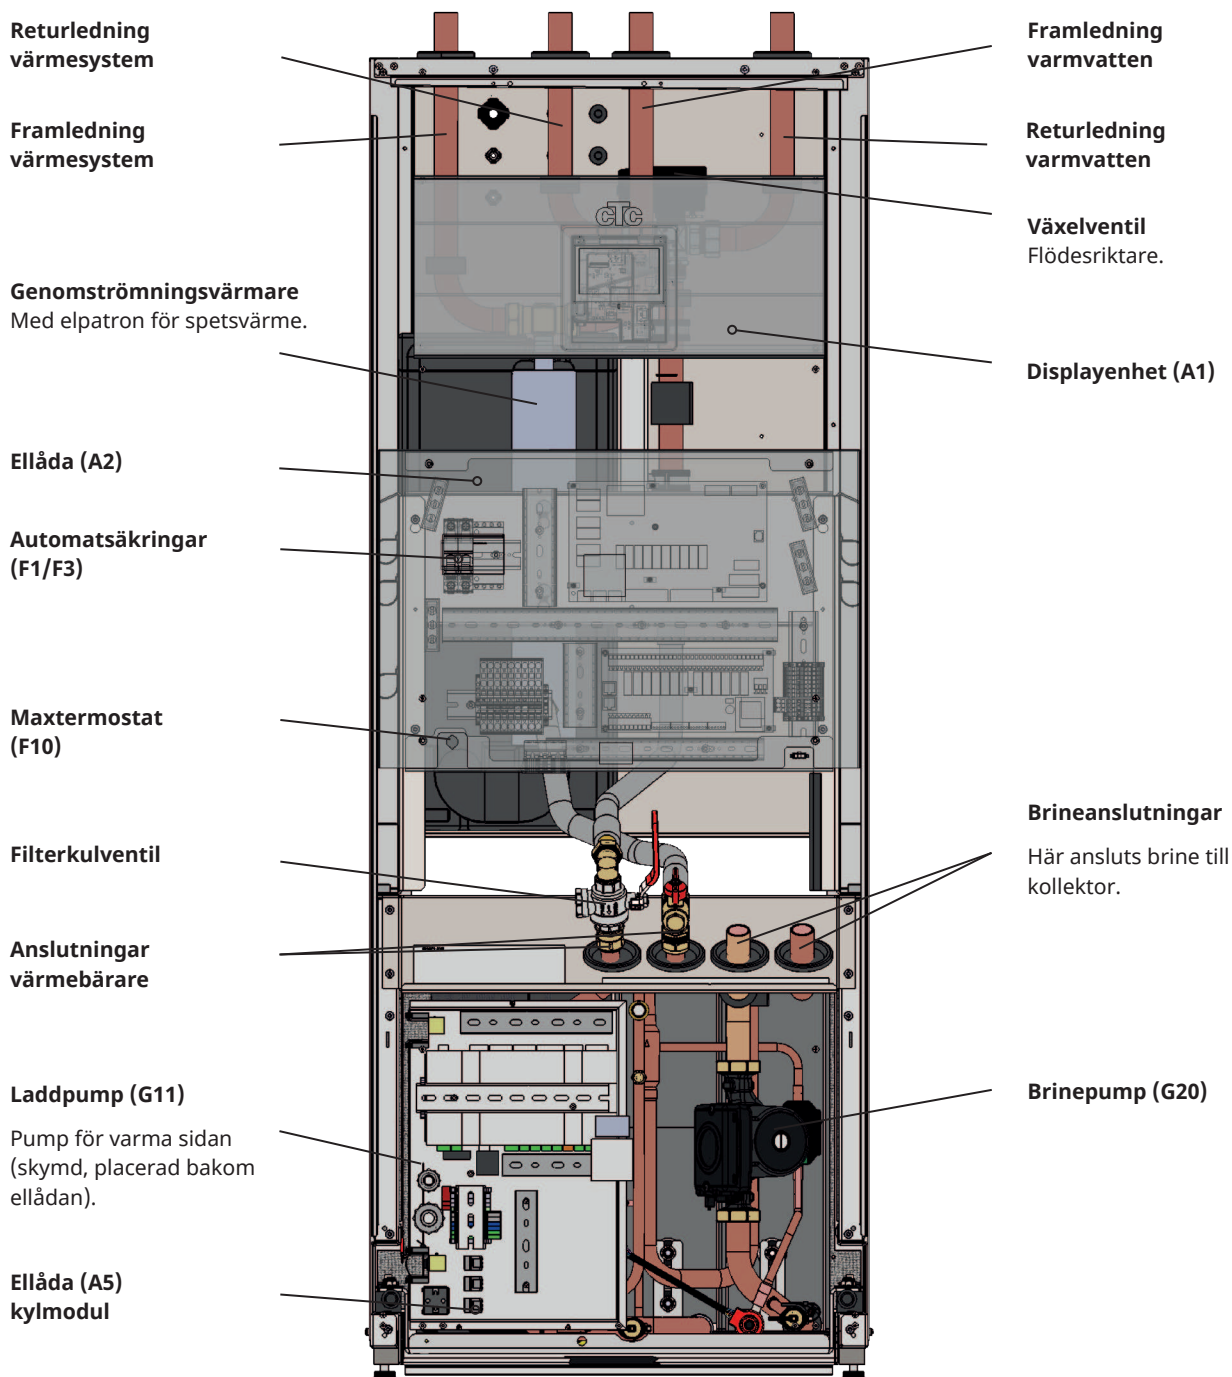 Returledning
värmesystem
Framledning
värmesystem
Genomströmningsvärmare
Med elpatron för spetsvärme.
Ellåda (A2)
Automatsäkringar
(F1/F3)
Maxtermostat
(F10)
Filterkulventil
Anslutningar
värmebärare
Laddpump (G11)
Pump för varma sidan
(skymd, placerad bakom
ellådan).
Ellåda (A5)
kylmodul
CTC
Framledning
varmvatten
Returledning
varmvatten
Växelventil
Flödesriktare.
Displayenhet (A1)
Brineanslutningar
Här ansluts brine till
kollektor.
Brinepump (G20)